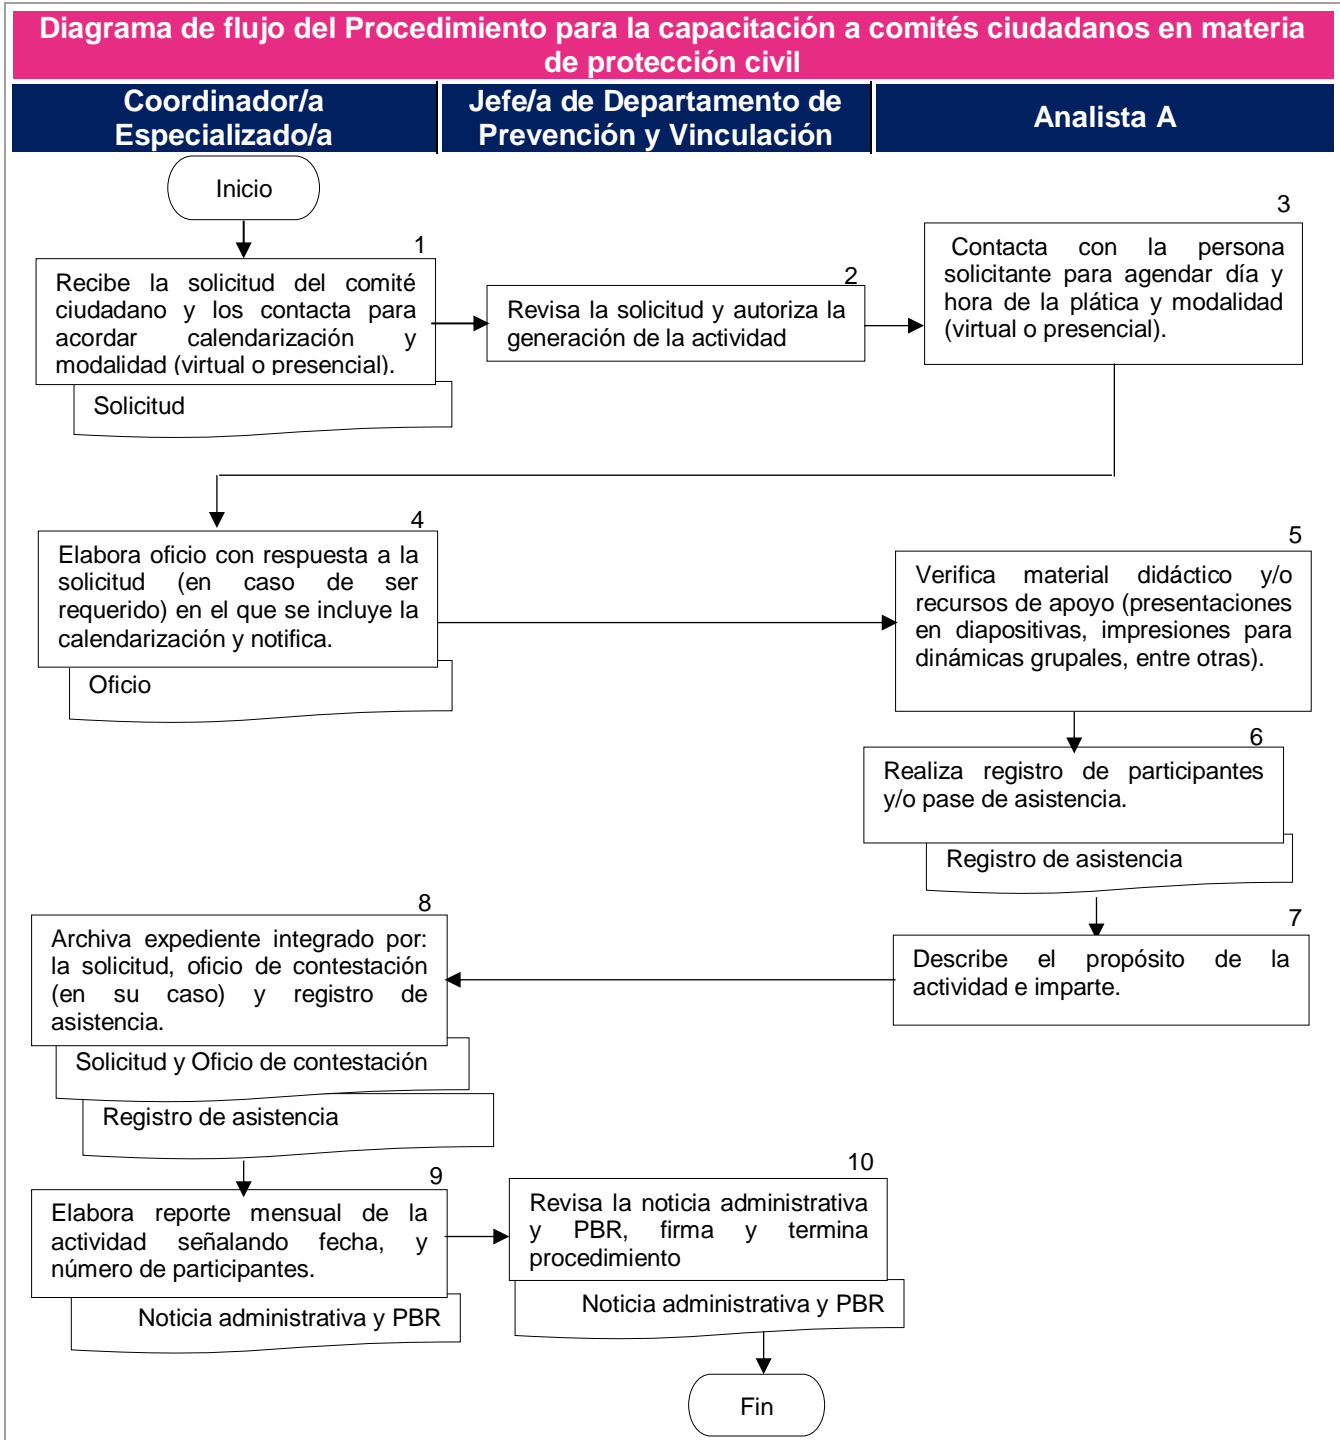 Diagrama de flujo del Procedimiento para la capacitación a comités ciudadanos en materia
de protección civil
Coordinador/a
Especializado/a
Jefe/a de Departamento de
Prevención y Vinculación
Analista A
Inicio
1
Recibe la solicitud del comité
ciudadano y los contacta para
acordar calendarización y
modalidad (virtual o presencial).
Solicitud
2
Revisa la solicitud y autoriza la
generación de la actividad
3
Contacta con la persona
solicitante para agendar día y
hora de la plática y modalidad
(virtual o presencial).
4
Elabora oficio con respuesta a la
solicitud (en caso de ser
requerido) en el que se incluye la
calendarización y notifica.
Oficio
5
Verifica material didáctico y/o
recursos de apoyo (presentaciones
en diapositivas, impresiones para
dinámicas grupales, entre otras).
6
Realiza registro de participantes
y/o pase de asistencia.
Registro de asistencia
7
Describe el propósito de la
actividad e imparte.
8
Archiva expediente integrado por:
la solicitud, oficio de contestación
(en su caso) y registro de
asistencia.
Solicitud y Oficio de contestación
Registro de asistencia
9
Elabora reporte mensual de la
actividad señalando fecha, y
número de participantes.
Noticia administrativa y PBR
10
Revisa la noticia administrativa
y PBR, firma y termina
procedimiento
Noticia administrativa y PBR
Fin